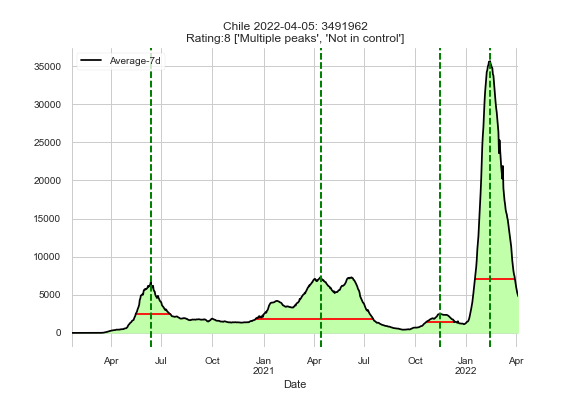 Chile 2022-04-05: 3491962
Rating:8 ['Multiple peaks', 'Not in control']
Average-7d
35000
30000
25000
20000
15000
10000
5000
0
Apr Jul Oct Jan Apr Jul Oct Jan Apr
2021 2022
Date